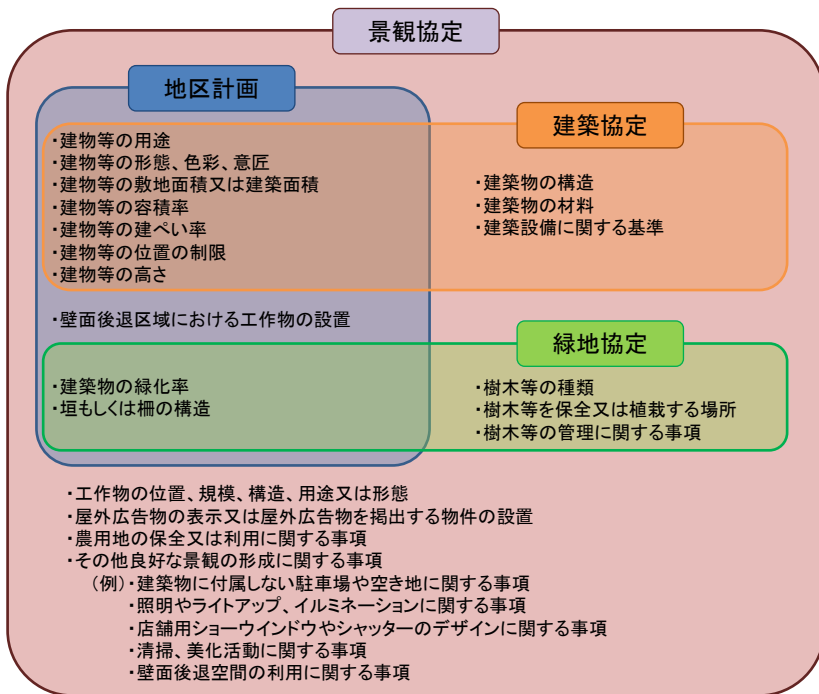 景観協定
地区計画
建築協定
・建物等の用途
・建物等の形態、色彩、意匠
・建物等の敷地面積又は建築面積
・建物等の容積率
・建物等の建ぺい率
・建物等の位置の制限
・建物等の高さ
・建築物の構造
・建築物の材料
・建築設備に関する基準
・壁面後退区域における工作物の設置
緑地協定
・建築物の緑化率
・垣もしくは柵の構造
・樹木等の種類
・樹木等を保全又は植栽する場所
・樹木等の管理に関する事項
・工作物の位置、規模、構造、用途又は形態
・屋外広告物の表示又は屋外広告物を掲出する物件の設置
・農用地の保全又は利用に関する事項
・その他良好な景観の形成に関する事項
（例）・建築物に付属しない駐車場や空き地に関する事項
・照明やライトアップ、イルミネーションに関する事項
・店舗用ショーウインドウやシャッターのデザインに関する事項
・清掃、美化活動に関する事項
・壁面後退空間の利用に関する事項